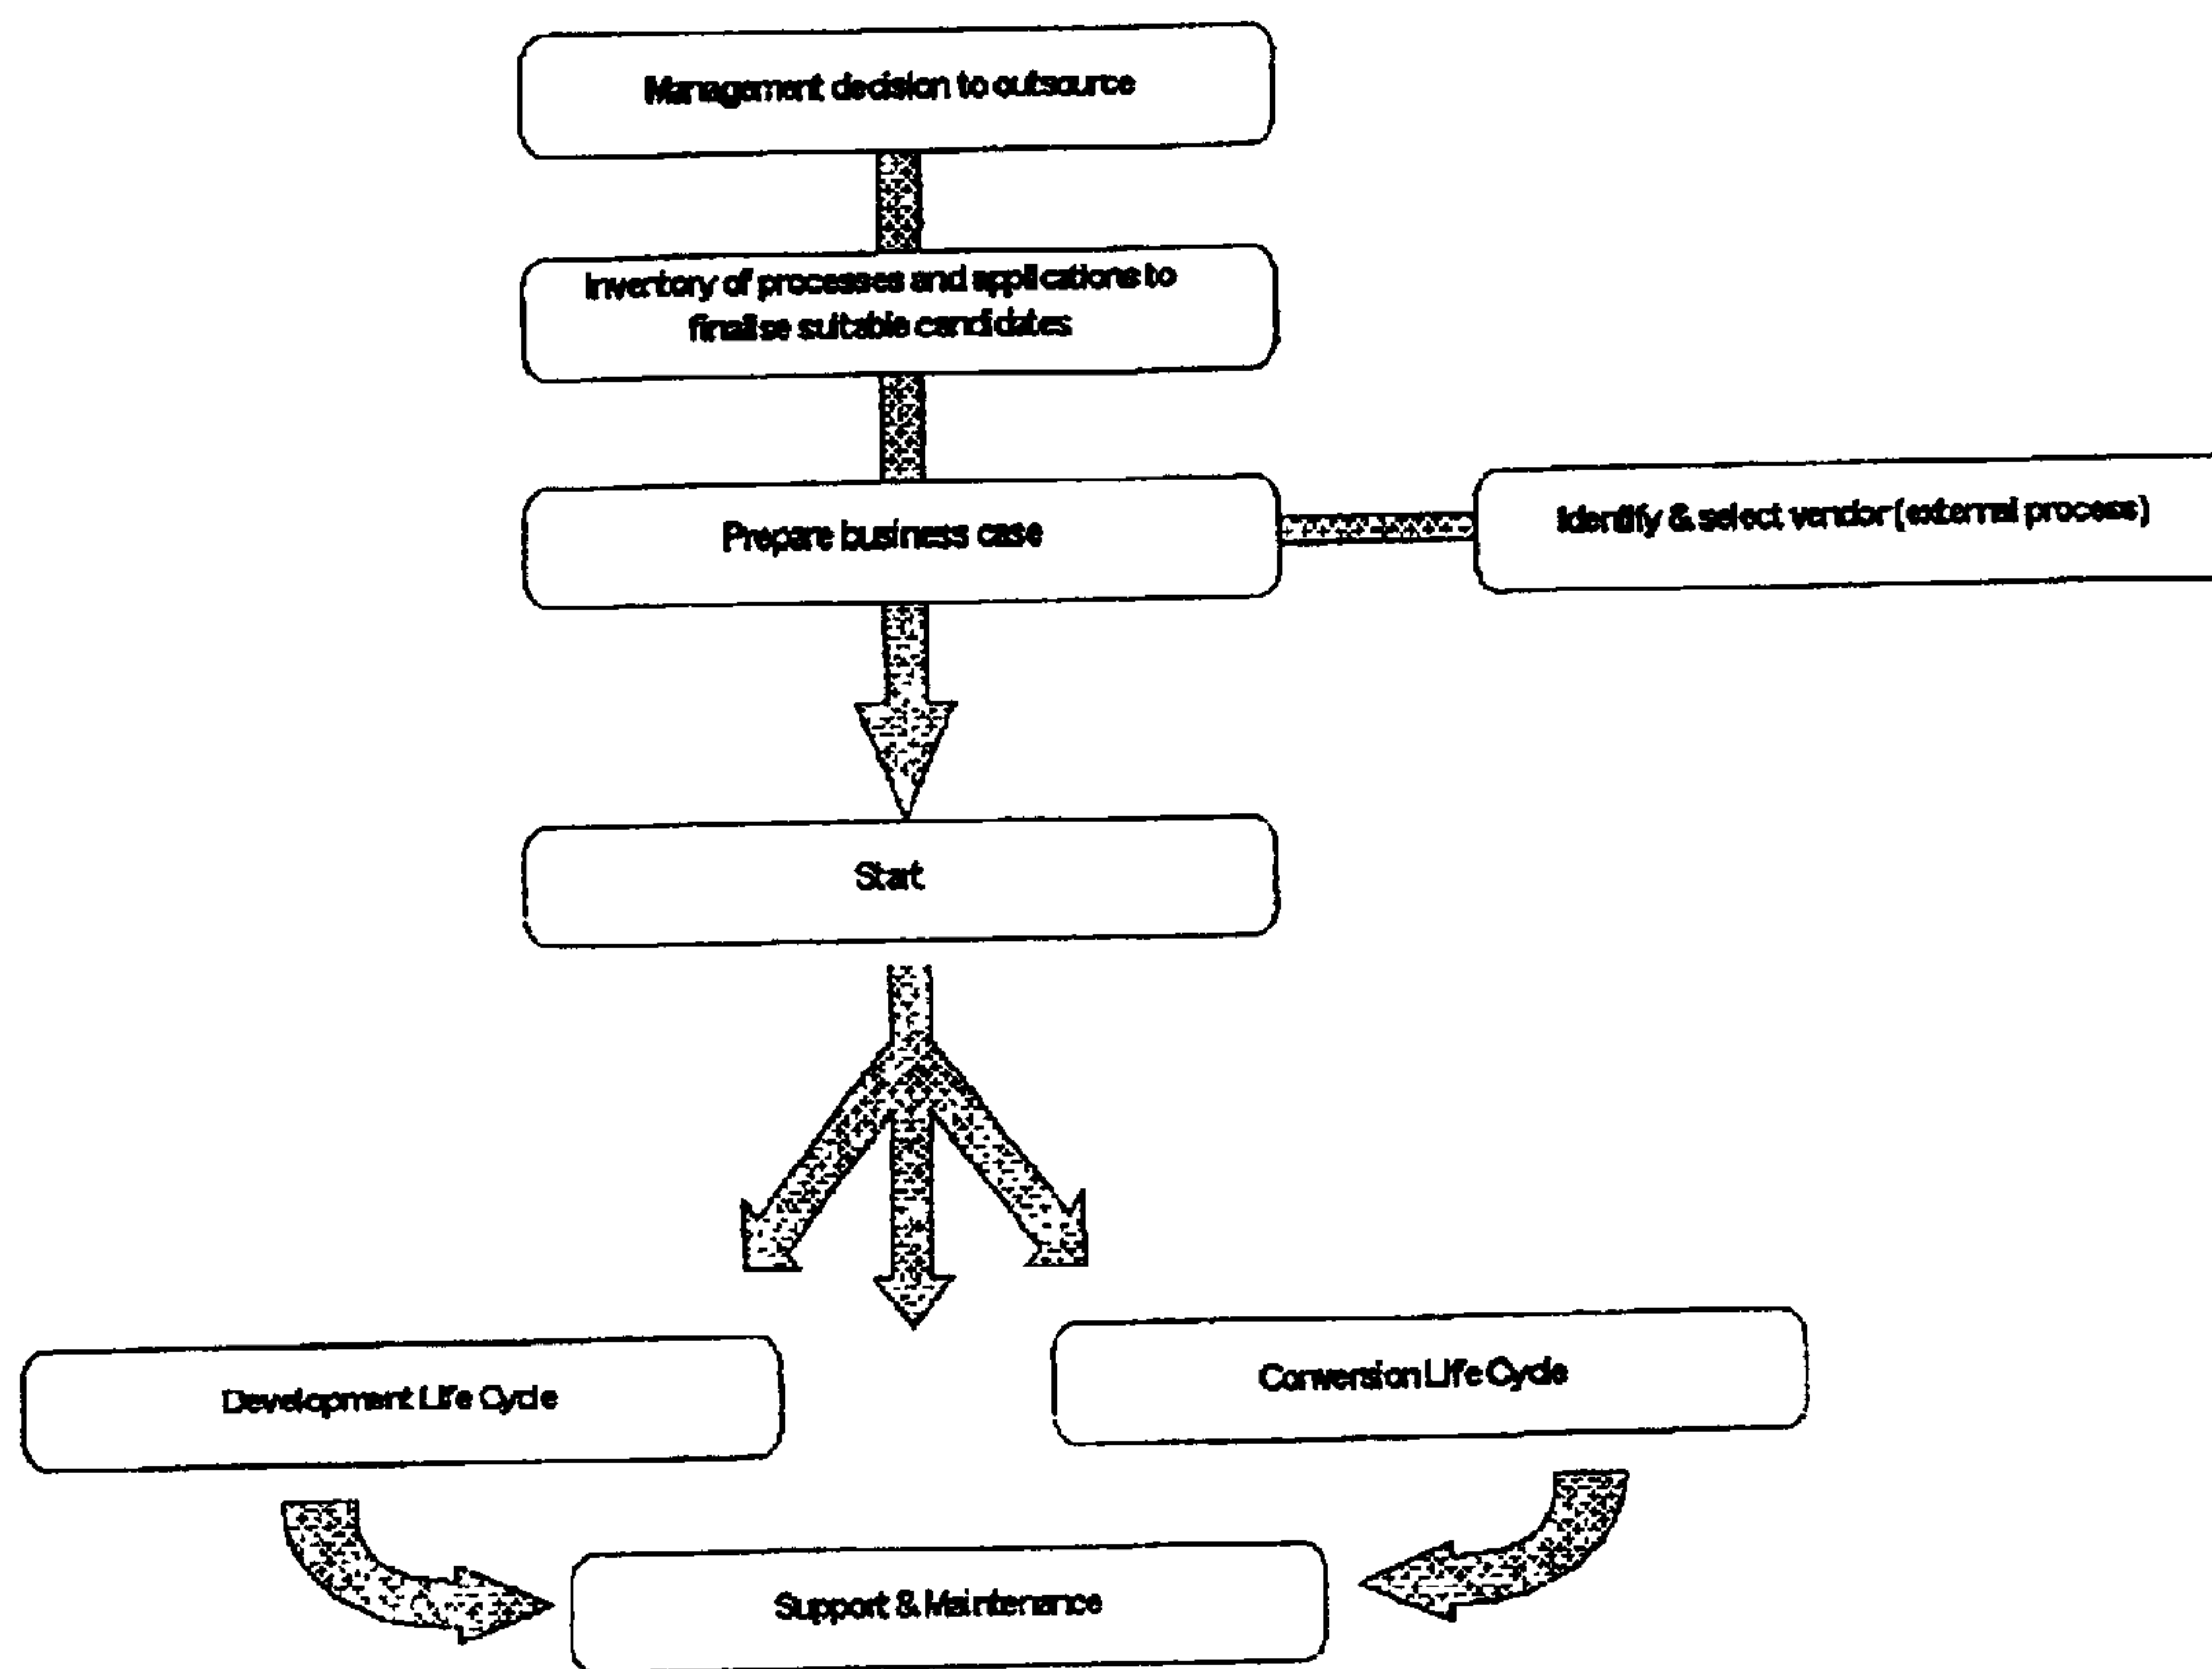 Management decision to outsource
Inventory of processes and applications to
finalise suitable candidates
Prepare business case
Identify & select vendor (external process)
Start
Development Life Cycle
Conversion Life Cycle
Support & Maintenance